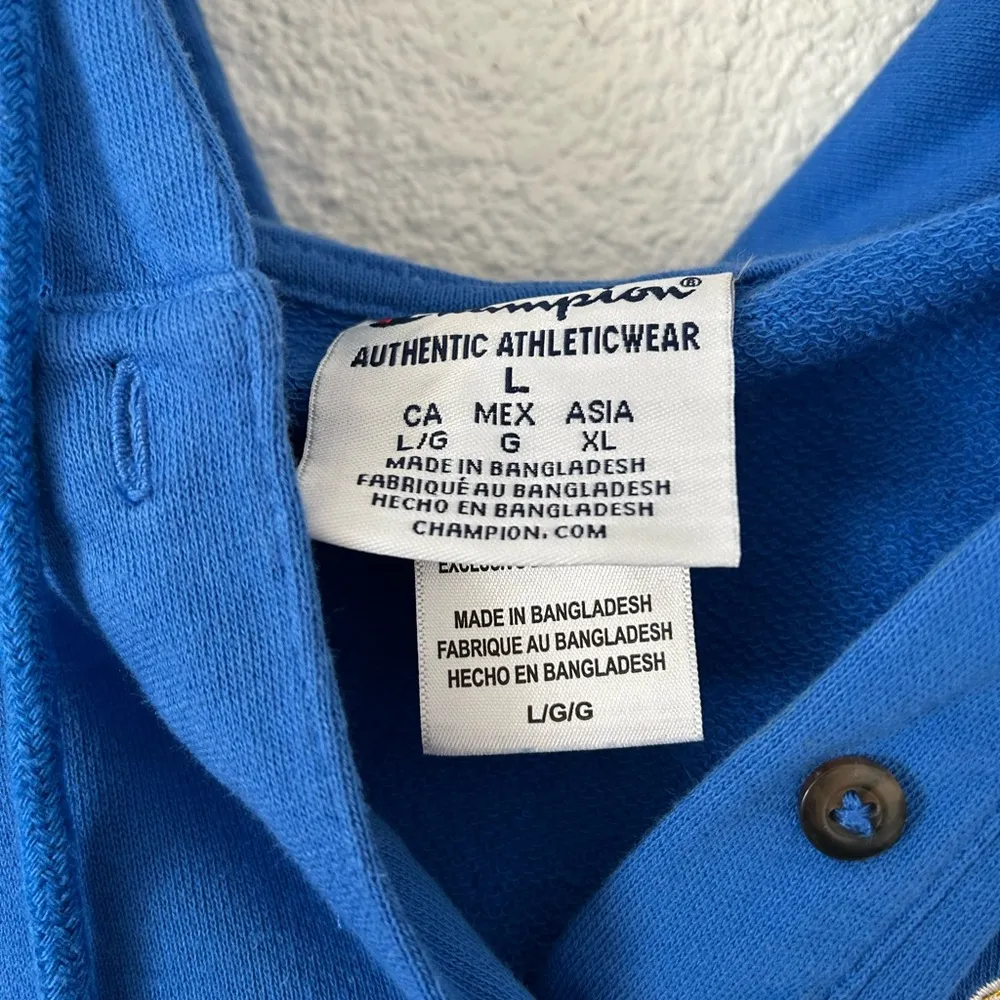 Champion®
AUTHENTIC ATHLETICWEAR
L
CA MEX ASIA
L/G G XL
MADE IN BANGLADESH
FABRIQUÉ AU BANGLADESH
HECHO EN BANGLADESH
CHAMPION.COM
MADE IN BANGLADESH
FABRIQUE AU BANGLADESH
HECHO EN BANGLADESH
L/G/G